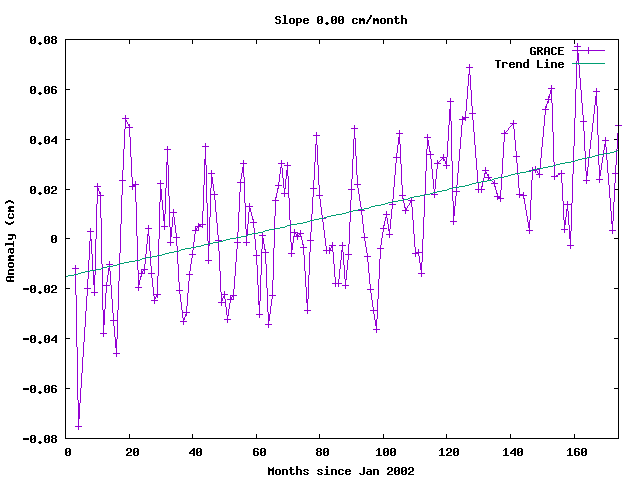 Slope 0.00 cm/month
0.08
0.06
0.04
0.02
0
-0.02
-0.04
-0.06
-0.08
Anomaly (cm)
GRACE
Trend Line
0 20 40 60 80 100 120 140 160
Months since Jan 2002